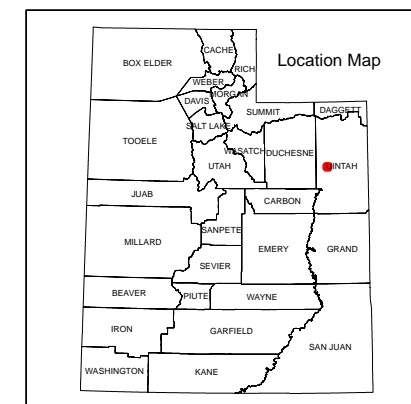 Location Map
CACHE
BOX ELDER
RICH
WEBER
MORGAN
DAVIS
SUMMIT
DAGGETT
SALT LAKE
TOOELE
WASATCH
DUCHESNE
UTAH
UINTAH
JUAB
CARBON
SANPETE
MILLARD
EMERY
GRAND
SEVIER
BEAVER
PIUTE
WAYNE
IRON
GARFIELD
SAN JUAN
WASHINGTON
KANE